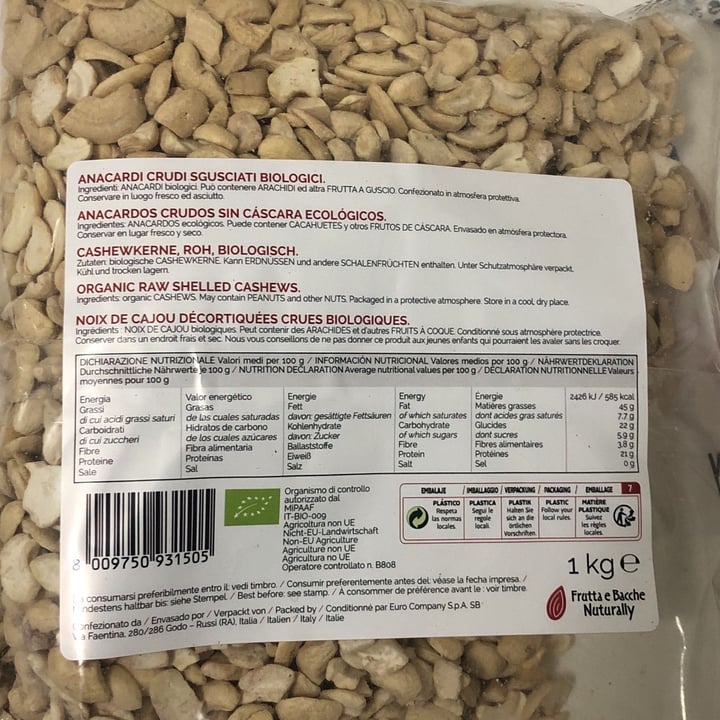 ANACARDI CRUDI SGUSCIATI BIOLOGICI.
Ingredienti: ANACARDI biologici. Può contenere ARACHIDI ed altra FRUTTA A GUSCIO. Confezionato in atmosfera protettiva.
Conservare in luogo fresco ed asciutto.
ANACARDOS CRUDOS SIN CÁSCARA ECOLÓGICOS.
Ingredientes: ANACARDOS ecológicos. Puede contener CACAHUETES y otros FRUTOS DE CÁSCARA. Envasado en atmósfera protectora.
Conservar en lugar fresco y seco.
CASHEWKERNE, ROH, BIOLOGISCH.
Zutaten: biologische CASHEWKERNE. Kann ERDNÜSSEN und andere SCHALENFRÜCHTEN enthalten. Unter Schutzatmosphäre verpackt.
Kühl und trocken lagern.
ORGANIC RAW SHELLED CASHEWS.
Ingredients: organic CASHEWS. May contain PEANUTS and other NUTS. Packaged in a protective atmosphere. Store in a cool, dry place.
NOIX DE CAJOU DÉCORTIQUÉES CRUES BIOLOGIQUES.
Ingrédients : NOIX DE CAJOU biologiques. Peut contenir des ARACHIDES et d'autres FRUITS À COQUE. Conditionné sous atmosphère protectrice.
Conserver dans un endroit frais et sec. Nous vous conseillons de ne pas donner ce produit aux jeunes enfants qui pourraient les avaler sans les croquer.
DICHIARAZIONE NUTRIZIONALE Valori medi per 100 g / INFORMACIÓN NUTRICIONAL Valores medios por 100 g / NÄHRWERTDEKLARATION
Durchschnittliche Nährwerte je 100 g / NUTRITION DECLARATION Average nutritional values per 100 g / DÉCLARATION NUTRITIONNELLE Valeurs
moyennes pour 100 g
Energia Valor energético Energie Energy Énergie 2426 kJ / 585 kcal
Grassi Grasas Fett Fat Matières grasses 45 g
di cui acidi grassi saturi de las cuales saturadas davon: gesättigte Fettsäuren of which saturates dont acides gras saturés 7.7 g
Carboidrati Hidratos de carbono Kohlenhydrate Carbohydrate Glucides 22 g
di cui zuccheri de los cuales azúcares davon: Zucker of which sugars dont sucres 5.9 g
Fibre Fibra alimentaria Ballaststoffe Fibre Fibres alimentaires 3.8 g
Proteine Proteínas Eiweiß Protein Protéines 21 g
Sale Sal Salz Salt Sel 0 g
8 009750 931505
Organismo di controllo
autorizzato dal
MiPAAF
IT-BIO-009
Agricoltura non UE
Nicht-EU-Landwirtschaft
Non-EU Agriculture
Agriculture non UE
Agricultura no UE
Operatore controllato n. B808
EMBALAJE / IMBALLAGGIO / VERPACKUNG / PACKAGING / EMBALLAGE 7
PLÁSTICO Respeta las normas locales.
PLASTICA Segui le regole locali.
PLASTIK Halten Sie sich an die örtlichen Vorschriften.
PLASTIC Follow your local rules.
MATIÈRE PLASTIQUE Suivez les règles locales.
1 kg e
Frutta e Bacche
Naturally
consumarsi preferibilmente entro il: vedi timbro. / Consumir preferentemente antes del: véase la fecha impresa. /
Mindestens haltbar bis: siehe Stempel. / Best before: see stamp. / À consommer de préférence avant le : voir timbre.
Confezionato da / Envasado por / Verpackt von / Packed by / Conditionné par Euro Company S.p.A. SB
Via Faentina, 280/286 Godo – Russi (RA), Italia / Italien / Italy / Italie